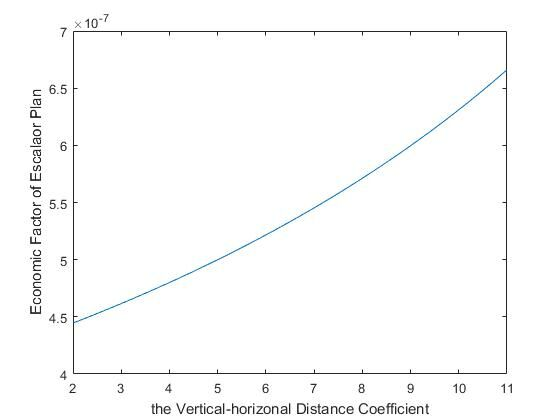 ×10⁻⁷
7
6.5
6
5.5
5
4.5
4
Economic Factor of Escalaor Plan
2 3 4 5 6 7 8 9 10 11
the Vertical-horizonal Distance Coefficient